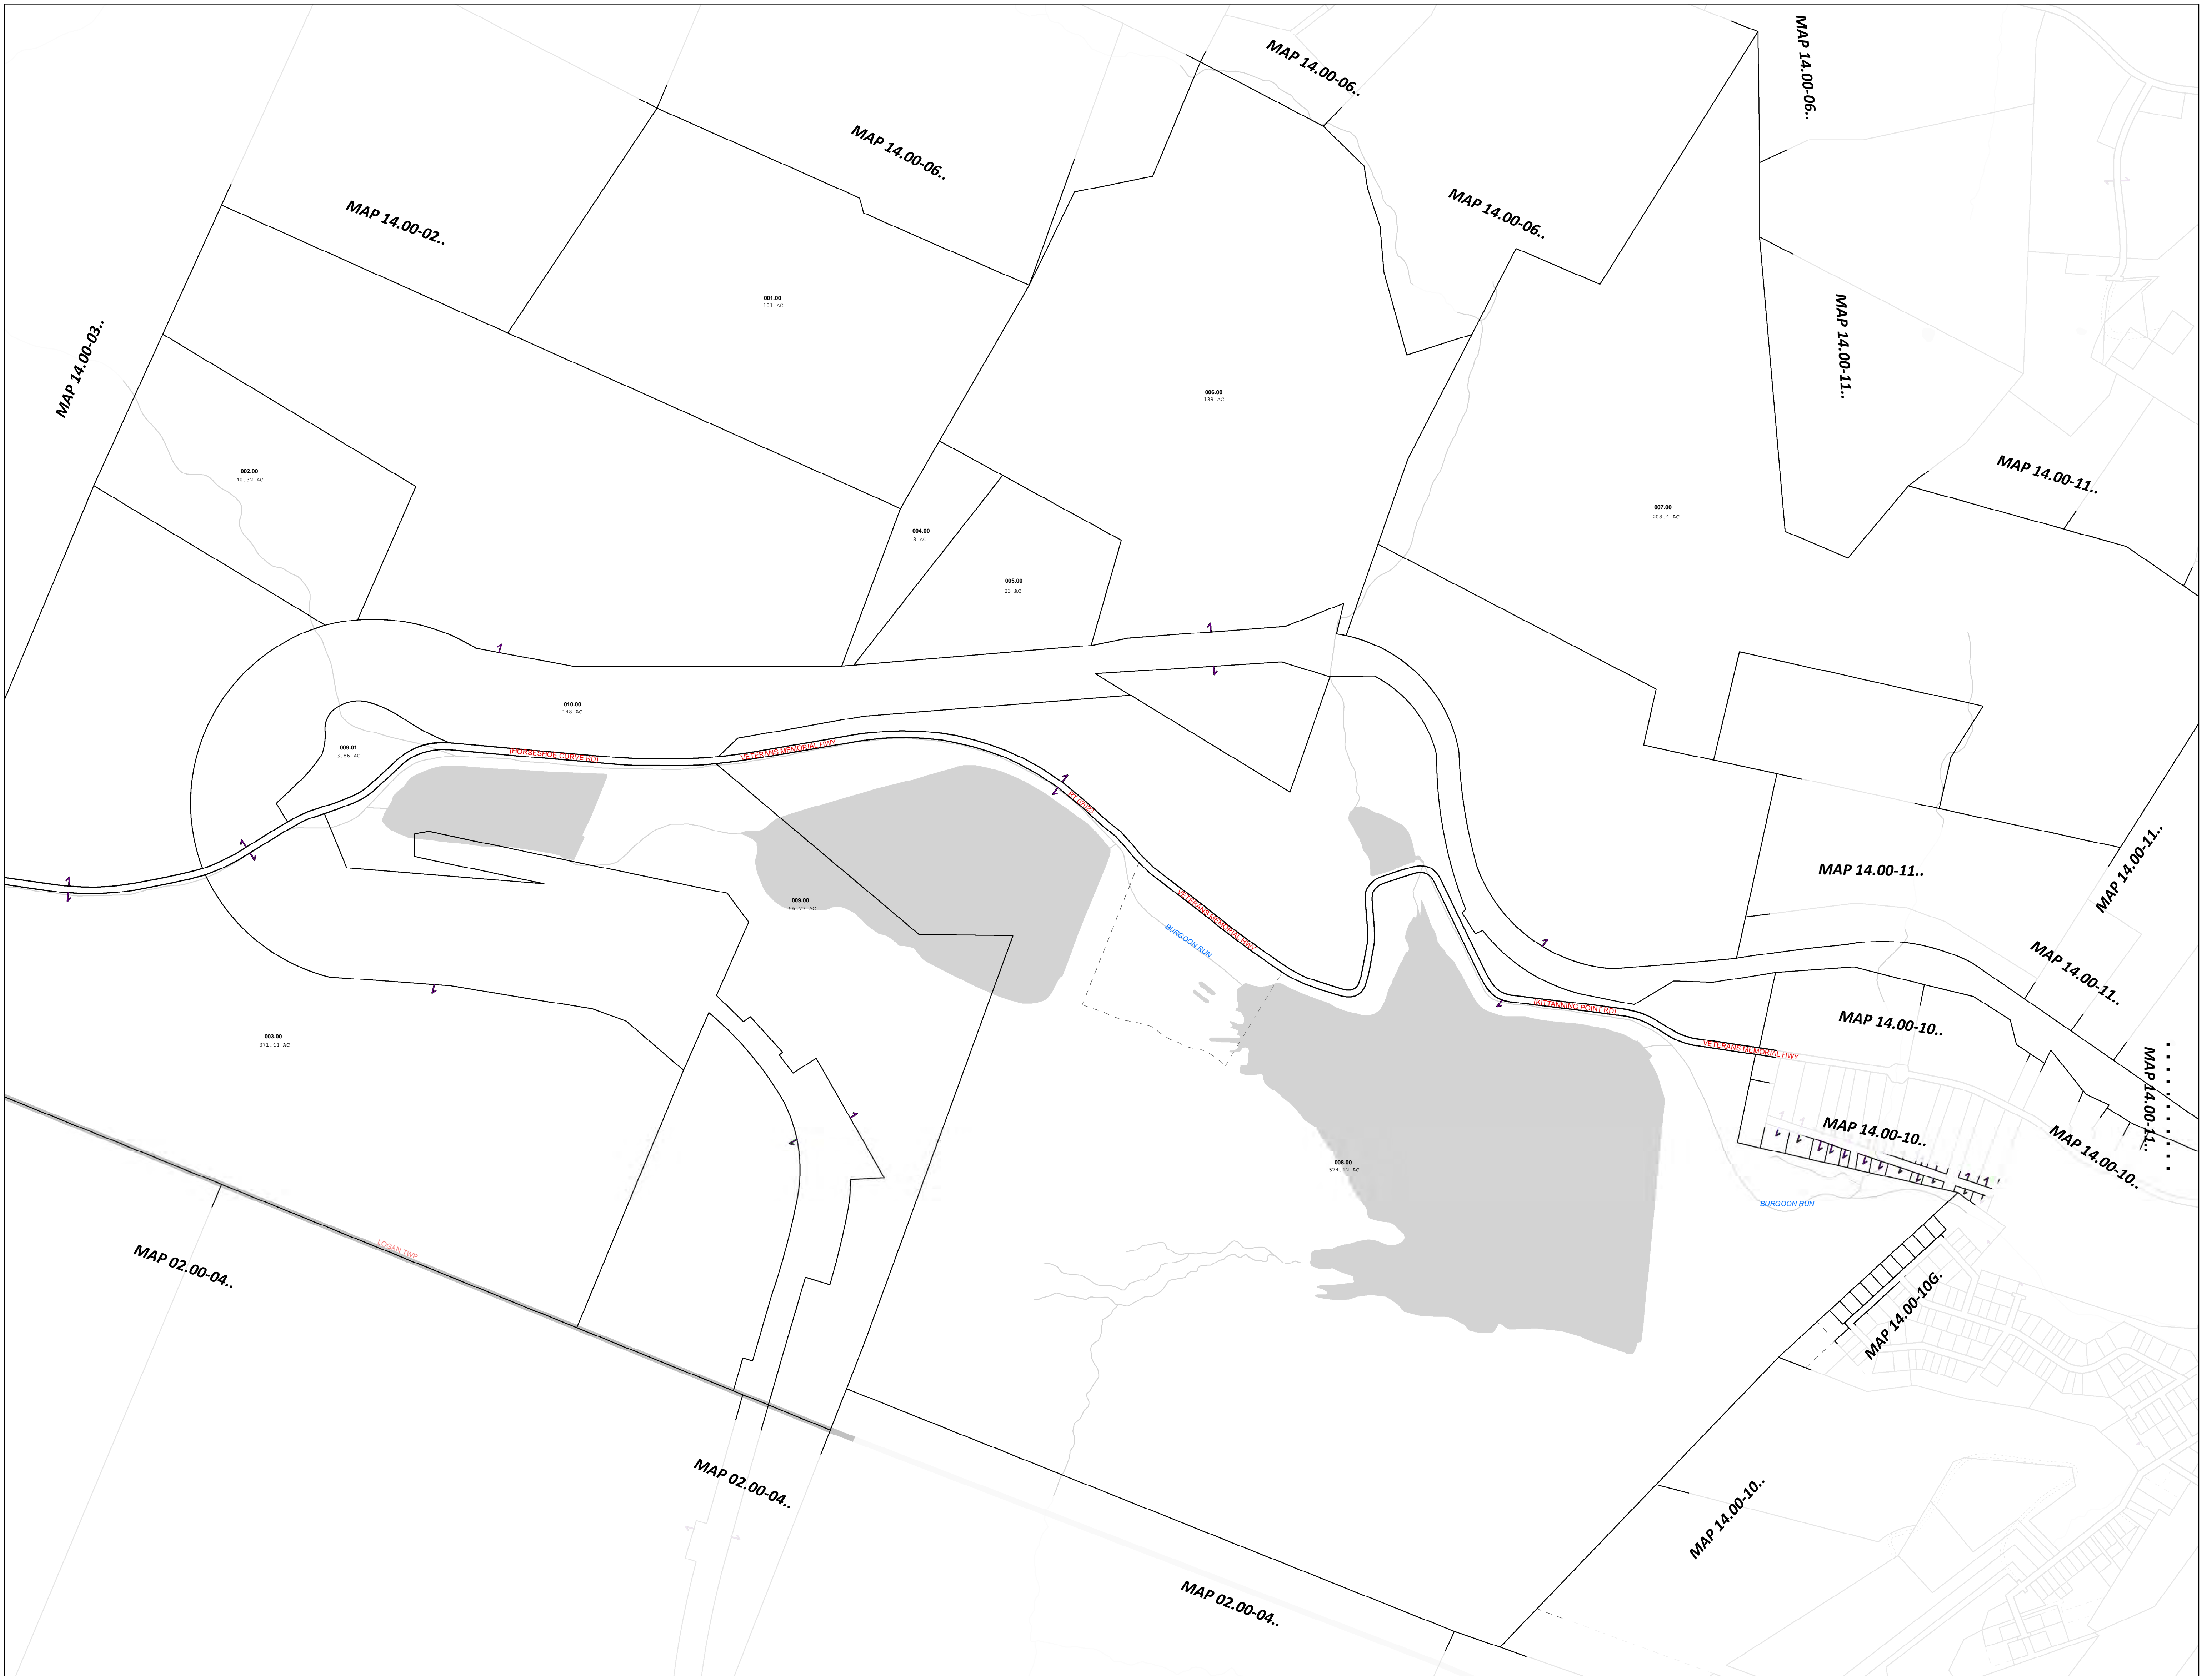 MAP 14.00-06..
MAP 14.00-06..
MAP 14.00-06..
MAP 14.00-02..
MAP 14.00-06..
001.00
101 AC
MAP 14.00-03..
MAP 14.00-11..
006.00
139 AC
002.00
40.32 AC
MAP 14.00-11..
007.00
208.4 AC
004.00
8 AC
005.00
23 AC
010.00
148 AC
009.01
3.86 AC
(HORSESHOE CURVE RD)
VETERANS MEMORIAL HWY
MAP 14.00-11..
MAP 14.00-11..
009.00
156.77 AC
VETERANS MEMORIAL HWY
BURGOON RUN
MAP 14.00-11..
003.00
371.44 AC
(KITTANNING POINT RD)
MAP 14.00-10..
VETERANS MEMORIAL HWY
MAP 14.00-11..
MAP 14.00-10..
MAP 14.00-10..
008.00
574.12 AC
BURGOON RUN
LOGAN TWP
MAP 02.00-04..
MAP 14.00-10G.
MAP 02.00-04..
MAP 14.00-10..
MAP 02.00-04..